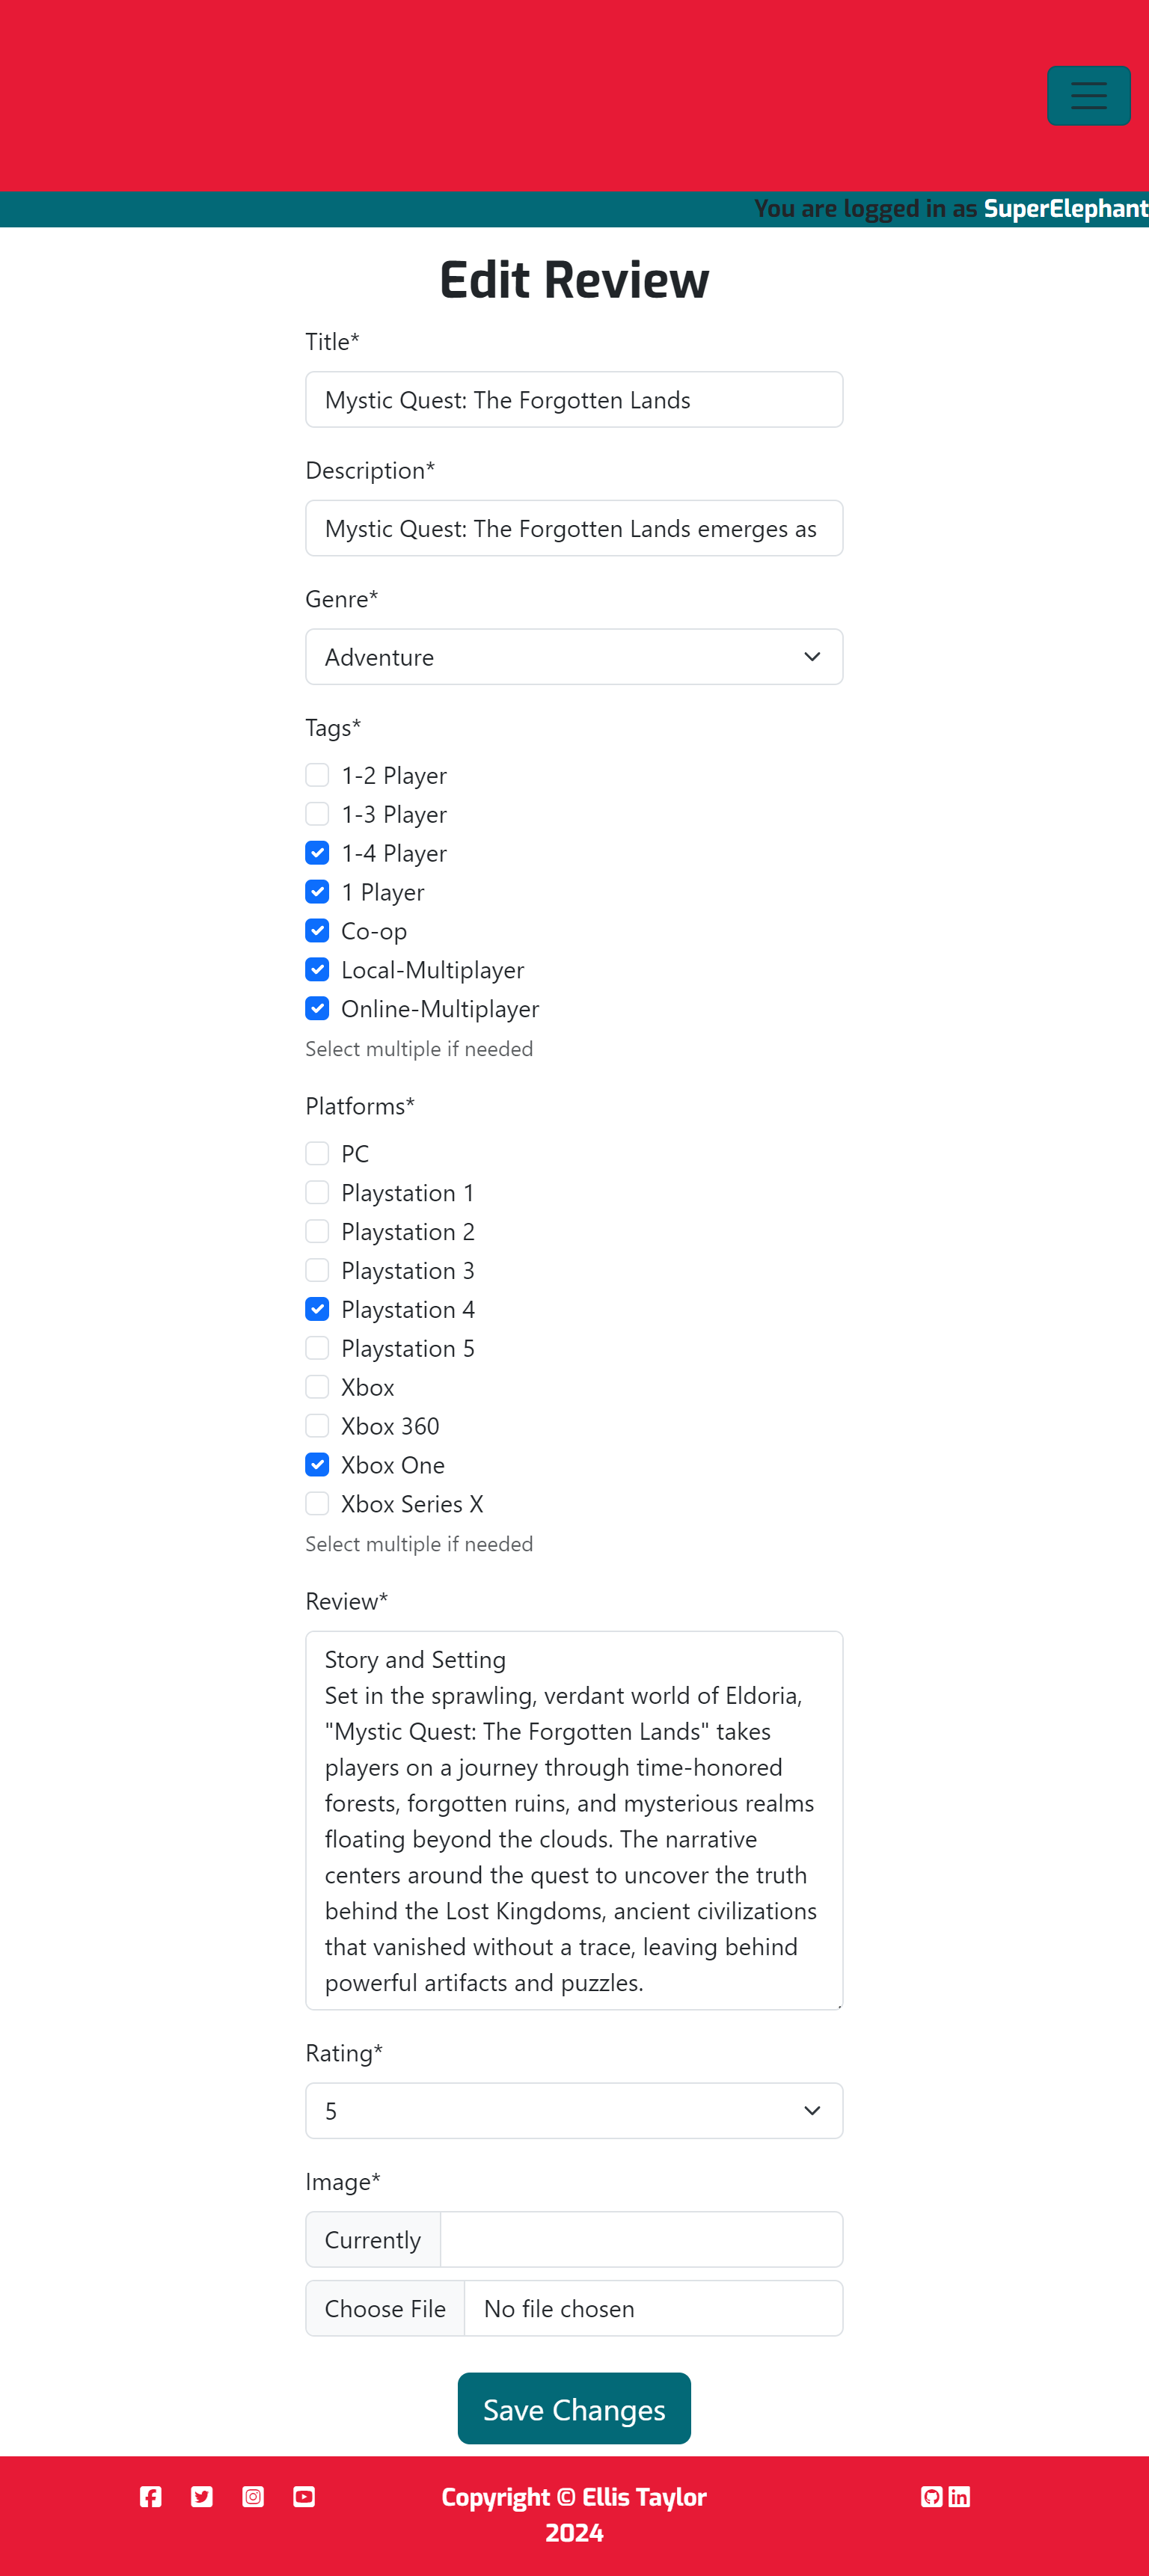 You are logged in as SuperElephant
Edit Review
Title*
Mystic Quest: The Forgotten Lands
Description*
Mystic Quest: The Forgotten Lands emerges as
Genre*
Adventure
Tags*
1-2 Player
1-3 Player
1-4 Player
1 Player
Co-op
Local-Multiplayer
Online-Multiplayer
Select multiple if needed
Platforms*
PC
Playstation 1
Playstation 2
Playstation 3
Playstation 4
Playstation 5
Xbox
Xbox 360
Xbox One
Xbox Series X
Select multiple if needed
Review*
Story and Setting
Set in the sprawling, verdant world of Eldoria,
"Mystic Quest: The Forgotten Lands" takes
players on a journey through time-honored
forests, forgotten ruins, and mysterious realms
floating beyond the clouds. The narrative
centers around the quest to uncover the truth
behind the Lost Kingdoms, ancient civilizations
that vanished without a trace, leaving behind
powerful artifacts and puzzles.
Rating*
5
Image*
Currently
Choose File No file chosen
Save Changes
Copyright © Ellis Taylor
2024